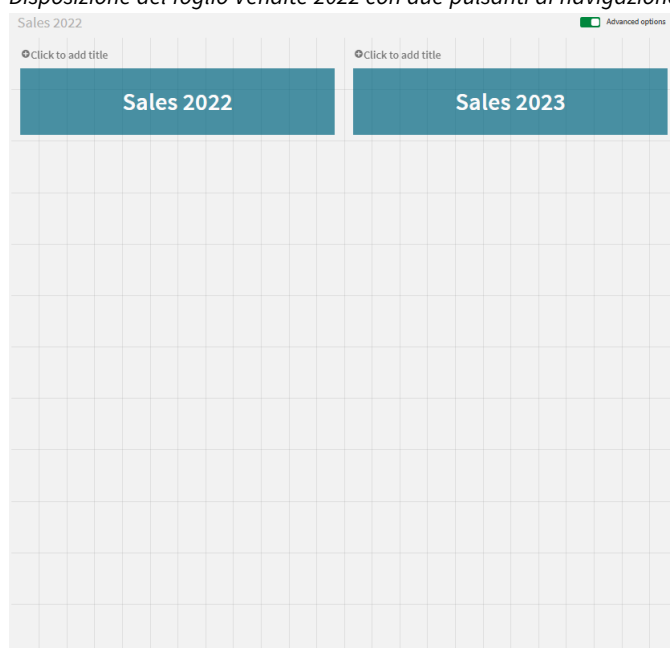 Disposizione del foglio Vendite 2022 con due pulsanti di navigazione
Sales 2022
Advanced options
Click to add title
Click to add title
Sales 2022
Sales 2023